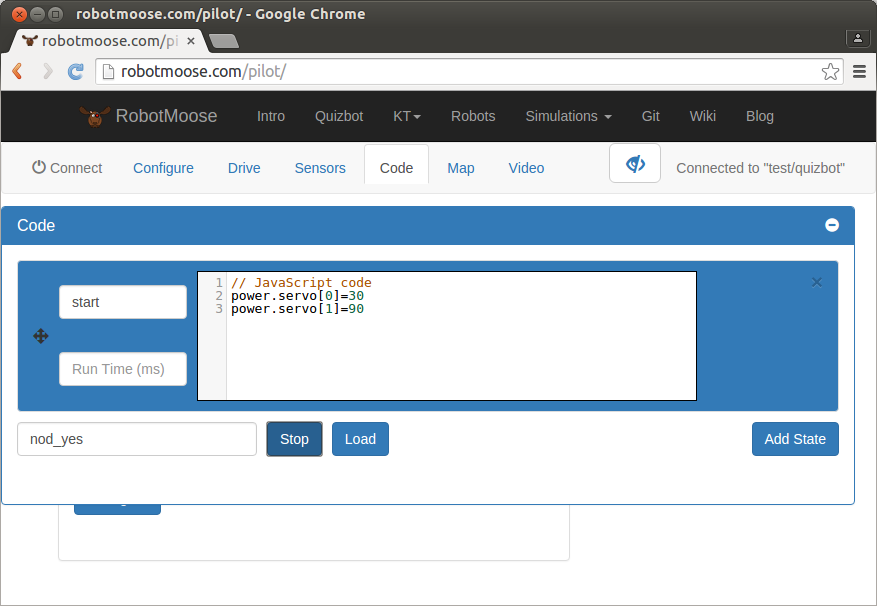 robotmoose.com/pilot/ - Google Chrome
robotmoose.com/pi
robotmoose.com/pilot/
RobotMoose Intro Quizbot KT Robots Simulations Git Wiki Blog
Connect Configure Drive Sensors Code Map Video Connected to "test/quizbot"
Code
start
Run Time (ms)
1 // JavaScript code
2 power.servo[0]=30
3 power.servo[1]=90
nod_yes Stop Load Add State